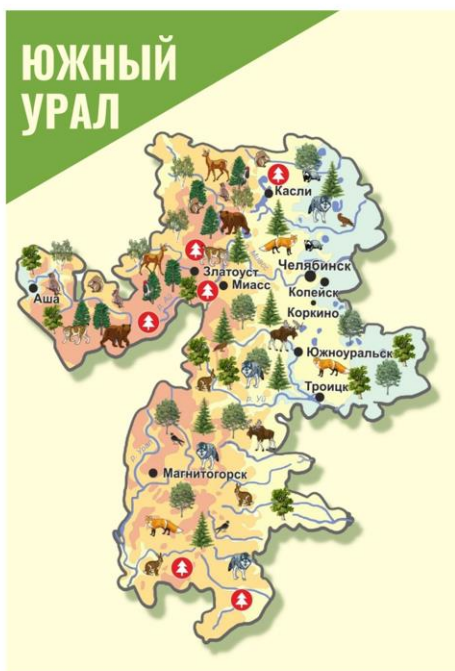 ЮЖНЫЙ
УРАЛ
Касли
Златоуст
Миасс
Челябинск
Копейск
Коркино
Аша
Южноуральск
Троицк
Магнитогорск